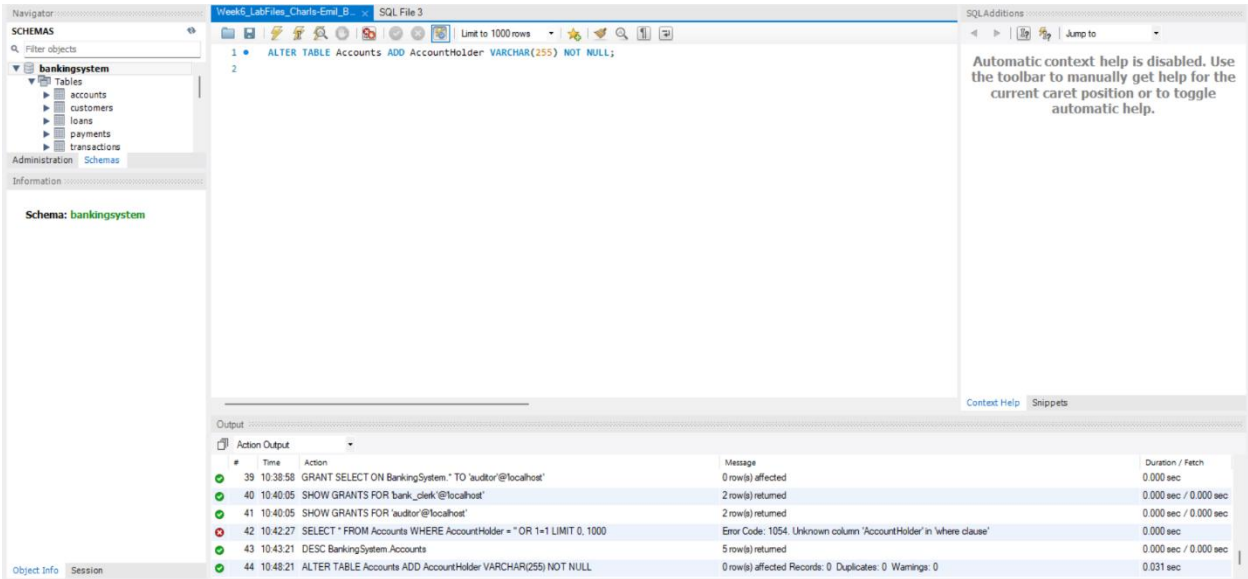 Navigator
SCHEMAS
Filter objects
bankingsystem
Tables
accounts
customers
loans
payments
transactions
Administration Schemas
Information
Schema: bankingsystem
Object Info Session
Week6_LabFiles_Charls-Emil_B... SQL File 3
Limit to 1000 rows
1 ALTER TABLE Accounts ADD AccountHolder VARCHAR(255) NOT NULL;
2
SQLAdditions
Jump to
Automatic context help is disabled. Use
the toolbar to manually get help for the
current caret position or to toggle
automatic help.
Context Help Snippets
Output
Action Output
# Time Action Message Duration / Fetch
39 10:38:58 GRANT SELECT ON BankingSystem.* TO 'auditor'@'localhost' 0 row(s) affected 0.000 sec
40 10:40:05 SHOW GRANTS FOR 'bank_clerk'@'localhost' 2 row(s) returned 0.000 sec / 0.000 sec
41 10:40:05 SHOW GRANTS FOR 'auditor'@'localhost' 2 row(s) returned 0.000 sec / 0.000 sec
42 10:42:27 SELECT * FROM Accounts WHERE AccountHolder = '' OR 1=1 LIMIT 0, 1000 Error Code: 1054. Unknown column 'AccountHolder' in 'where clause' 0.000 sec
43 10:43:21 DESC BankingSystem.Accounts 5 row(s) returned 0.000 sec / 0.000 sec
44 10:48:21 ALTER TABLE Accounts ADD AccountHolder VARCHAR(255) NOT NULL 0 row(s) affected Records: 0 Duplicates: 0 Warnings: 0 0.031 sec